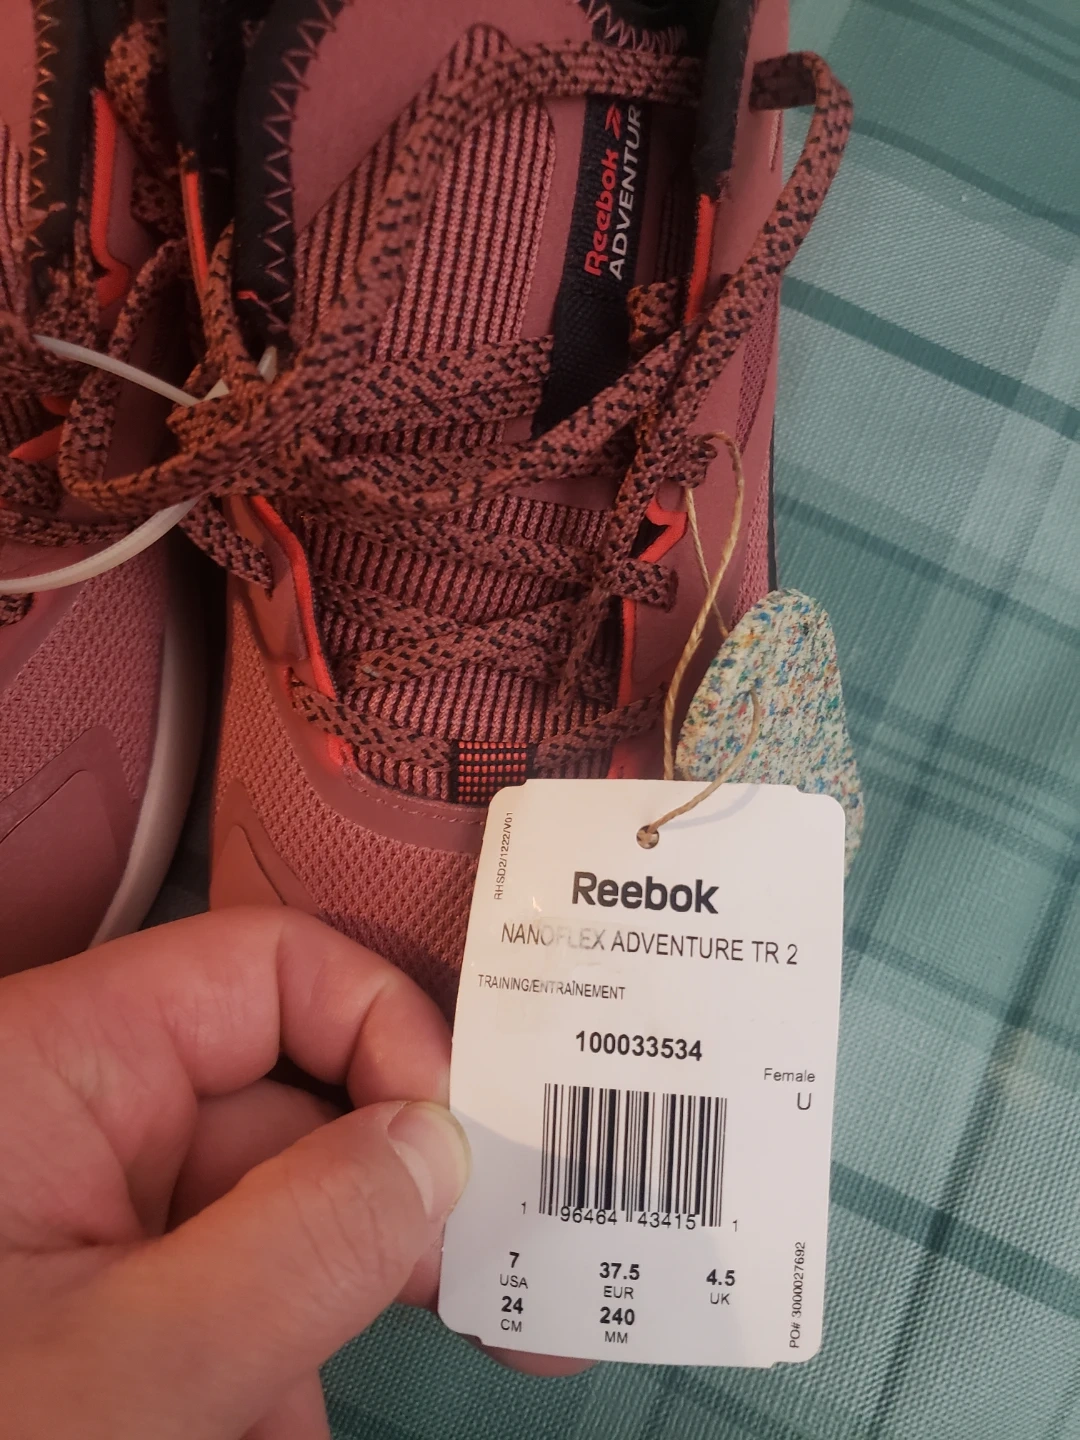 Reebok
ADVENTUR
RHSD2/1222/V01
Reebok
NANOFLEX ADVENTURE TR 2
TRAINING/ENTRAÎNEMENT
100033534
Female
U
1 96464 43415 1
7 37.5 4.5
USA EUR UK
24 240
CM MM
PO# 3000027692